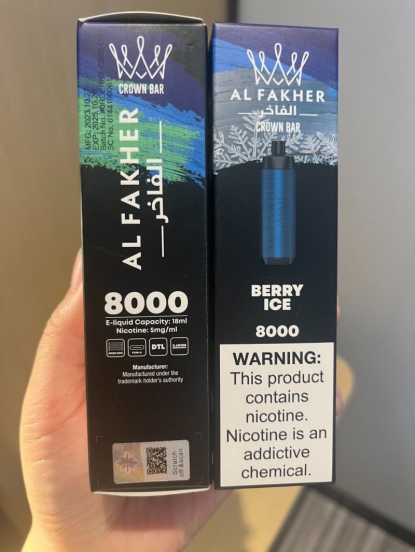 CROWN BAR
AL FAKHER
الفاخر
8000
E-liquid Capacity: 18ml
Nicotine: 5mg/ml
DTL
Manufacturer:
Manufactured under the
trademark holder's authority
Scratch
off & scan
AL FAKHER
الفاخر
CROWN BAR
BERRY
ICE
8000
WARNING:
This product
contains
nicotine.
Nicotine is an
addictive
chemical.